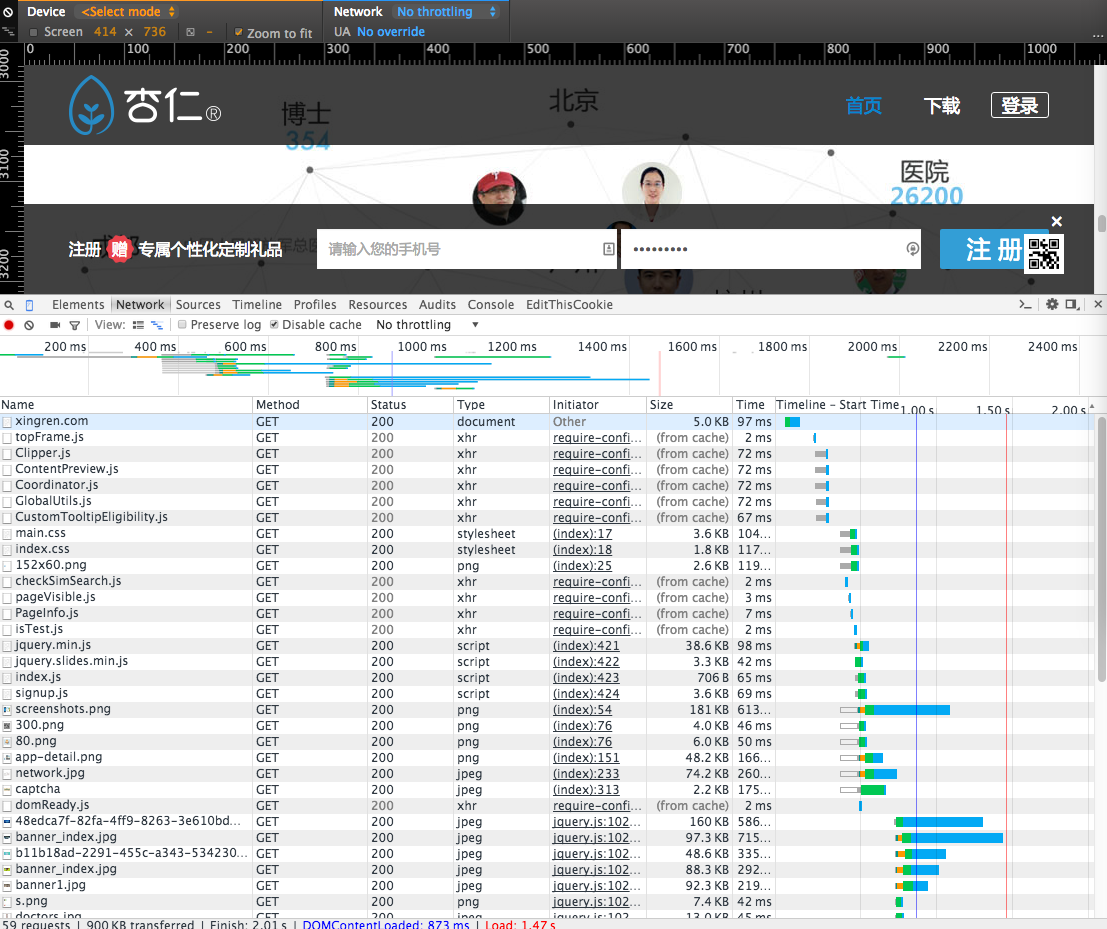 Device <Select mode Network No throttling
Screen 414 × 736 – Zoom to fit UA No override ...
0 100 200 300 400 500 600 700 800 900 1000
3000
3100
3200
杏仁® 博士 北京 首页 下载 登录
354
医院
26200
注册 赠 专属个性化定制礼品 请输入您的手机号 ••••••••• 注册 ×
Elements Network Sources Timeline Profiles Resources Audits Console EditThisCookie
View: Preserve log Disable cache No throttling
200 ms 400 ms 600 ms 800 ms 1000 ms 1200 ms 1400 ms 1600 ms 1800 ms 2000 ms 2200 ms 2400 ms
Name Method Status Type Initiator Size Time Timeline – Start Time 1.00 s 1.50 s 2.00 s
xingren.com GET 200 document Other 5.0 KB 97 ms
topFrame.js GET 200 xhr require-confi... (from cache) 2 ms
Clipper.js GET 200 xhr require-confi... (from cache) 72 ms
ContentPreview.js GET 200 xhr require-confi... (from cache) 72 ms
Coordinator.js GET 200 xhr require-confi... (from cache) 72 ms
GlobalUtils.js GET 200 xhr require-confi... (from cache) 72 ms
CustomTooltipEligibility.js GET 200 xhr require-confi... (from cache) 67 ms
main.css GET 200 stylesheet (index):17 3.6 KB 104...
index.css GET 200 stylesheet (index):18 1.8 KB 117...
152x60.png GET 200 png (index):25 2.6 KB 119...
checkSimSearch.js GET 200 xhr require-confi... (from cache) 2 ms
pageVisible.js GET 200 xhr require-confi... (from cache) 3 ms
PageInfo.js GET 200 xhr require-confi... (from cache) 7 ms
isTest.js GET 200 xhr require-confi... (from cache) 2 ms
jquery.min.js GET 200 script (index):421 38.6 KB 98 ms
jquery.slides.min.js GET 200 script (index):422 3.3 KB 42 ms
index.js GET 200 script (index):423 706 B 65 ms
signup.js GET 200 script (index):424 3.6 KB 69 ms
screenshots.png GET 200 png (index):54 181 KB 613...
300.png GET 200 png (index):76 4.0 KB 46 ms
80.png GET 200 png (index):76 6.0 KB 50 ms
app-detail.png GET 200 png (index):151 48.2 KB 166...
network.jpg GET 200 jpeg (index):233 74.2 KB 260...
captcha GET 200 jpeg (index):313 2.2 KB 175...
domReady.js GET 200 xhr require-confi... (from cache) 2 ms
48edca7f-82fa-4ff9-8263-3e610bd... GET 200 jpeg jquery.js:102... 160 KB 586...
banner_index.jpg GET 200 jpeg jquery.js:102... 97.3 KB 715...
b11b18ad-2291-455c-a343-534230... GET 200 jpeg jquery.js:102... 48.6 KB 335...
banner_index.jpg GET 200 jpeg jquery.js:102... 88.3 KB 292...
banner1.jpg GET 200 jpeg jquery.js:102... 92.3 KB 219...
s.png GET 200 png jquery.js:102... 7.4 KB 42 ms
doctors.jpg GET 200 jpeg jquery.js:102... 13.0 KB 45 ms
59 requests | 900 KB transferred | Finish: 2.01 s | DOMContentLoaded: 873 ms | Load: 1.47 s